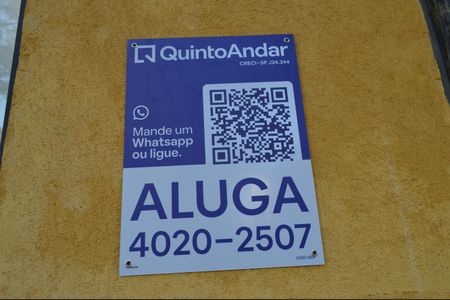 QuintoAndar
CRECI-SP J24.344
Mande um
Whatsapp
ou ligue.
ALUGA
4020-2507